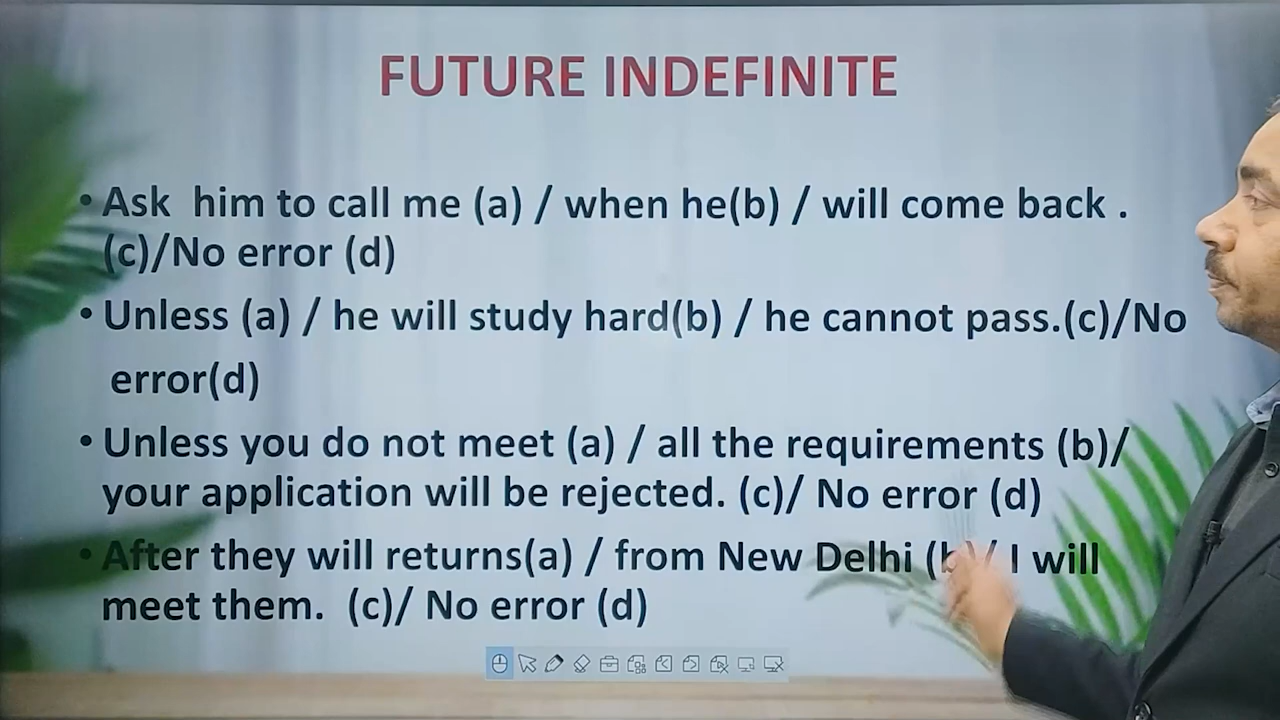 FUTURE INDEFINITE
• Ask him to call me (a) / when he(b) / will come back .
(c)/No error (d)
• Unless (a) / he will study hard(b) / he cannot pass.(c)/No
error(d)
• Unless you do not meet (a) / all the requirements (b)/
your application will be rejected. (c)/ No error (d)
• After they will returns(a) / from New Delhi (b)/ I will
meet them. (c)/ No error (d)